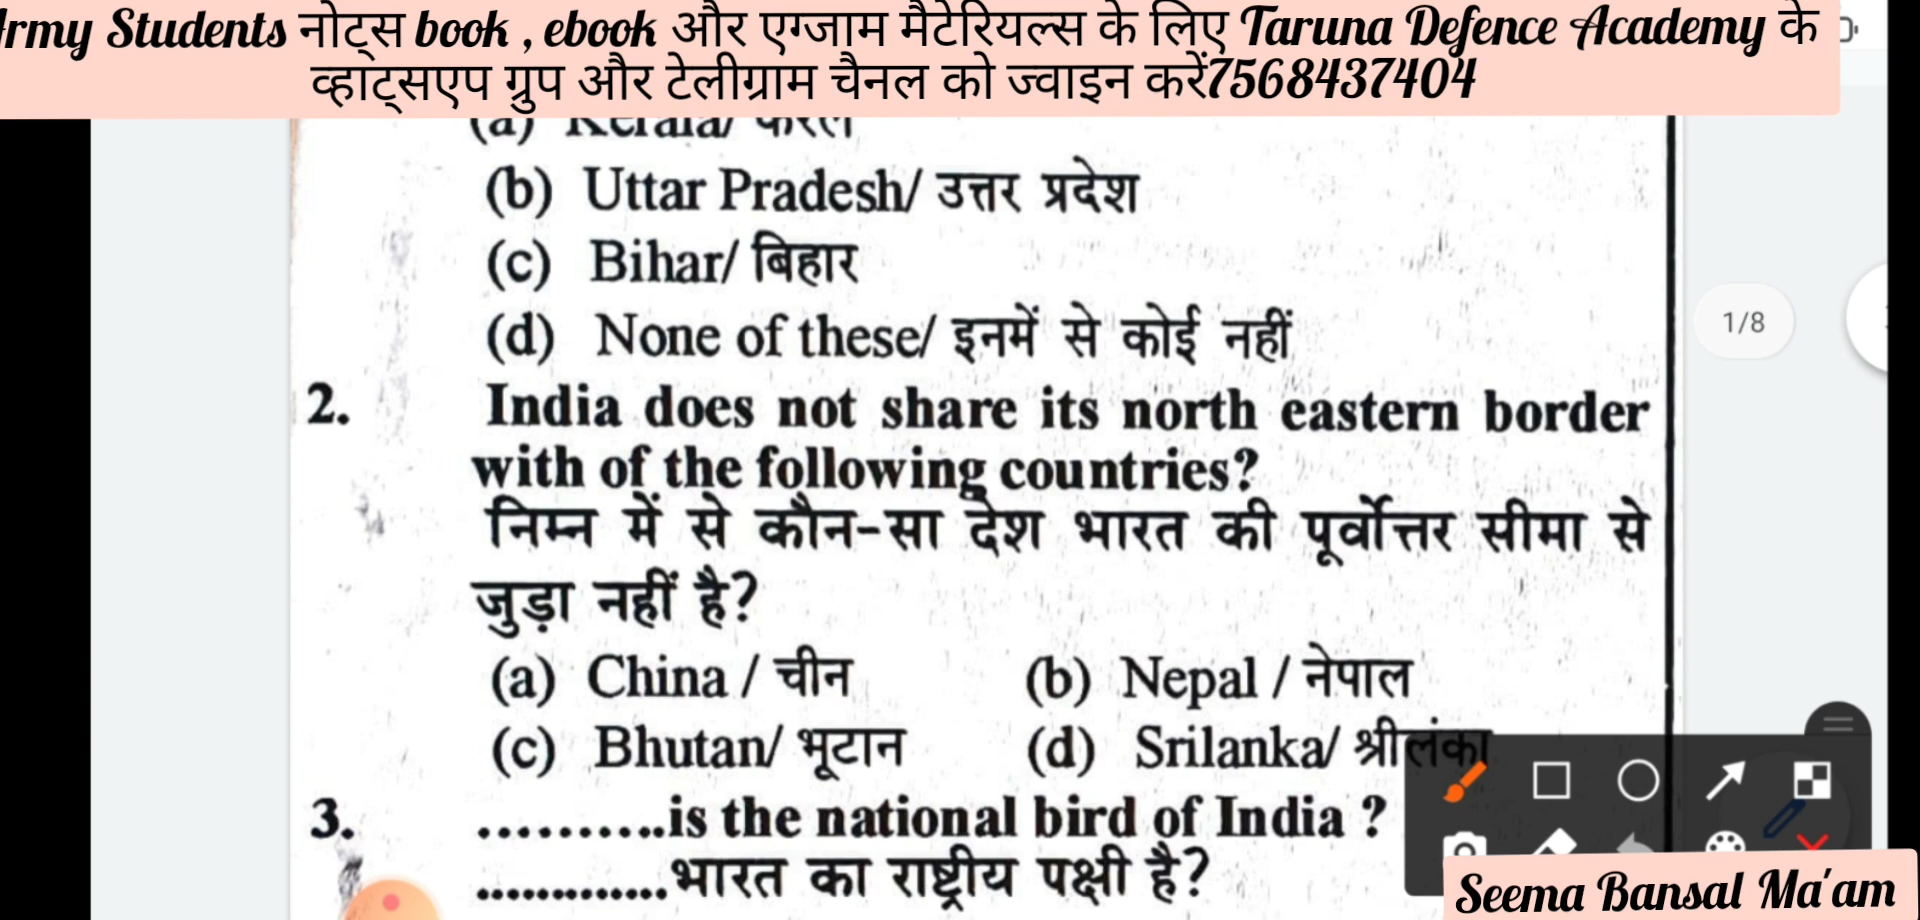 rmy Students नोट्स book , ebook और एग्जाम मैटेरियल्स के लिए Taruna Defence Academy के
व्हाट्सएप ग्रुप और टेलीग्राम चैनल को ज्वाइन करें7568437404
(a) Kerala/ केरल
(b) Uttar Pradesh/ उत्तर प्रदेश
(c) Bihar/ बिहार
(d) None of these/ इनमें से कोई नहीं
1/8
2. India does not share its north eastern border
with of the following countries?
निम्न में से कौन-सा देश भारत की पूर्वोत्तर सीमा से
जुड़ा नहीं है?
(a) China / चीन (b) Nepal / नेपाल
(c) Bhutan/ भूटान (d) Srilanka/ श्रीलंका
3. ..........is the national bird of India ?
.............भारत का राष्ट्रीय पक्षी है?
Seema Bansal Ma'am